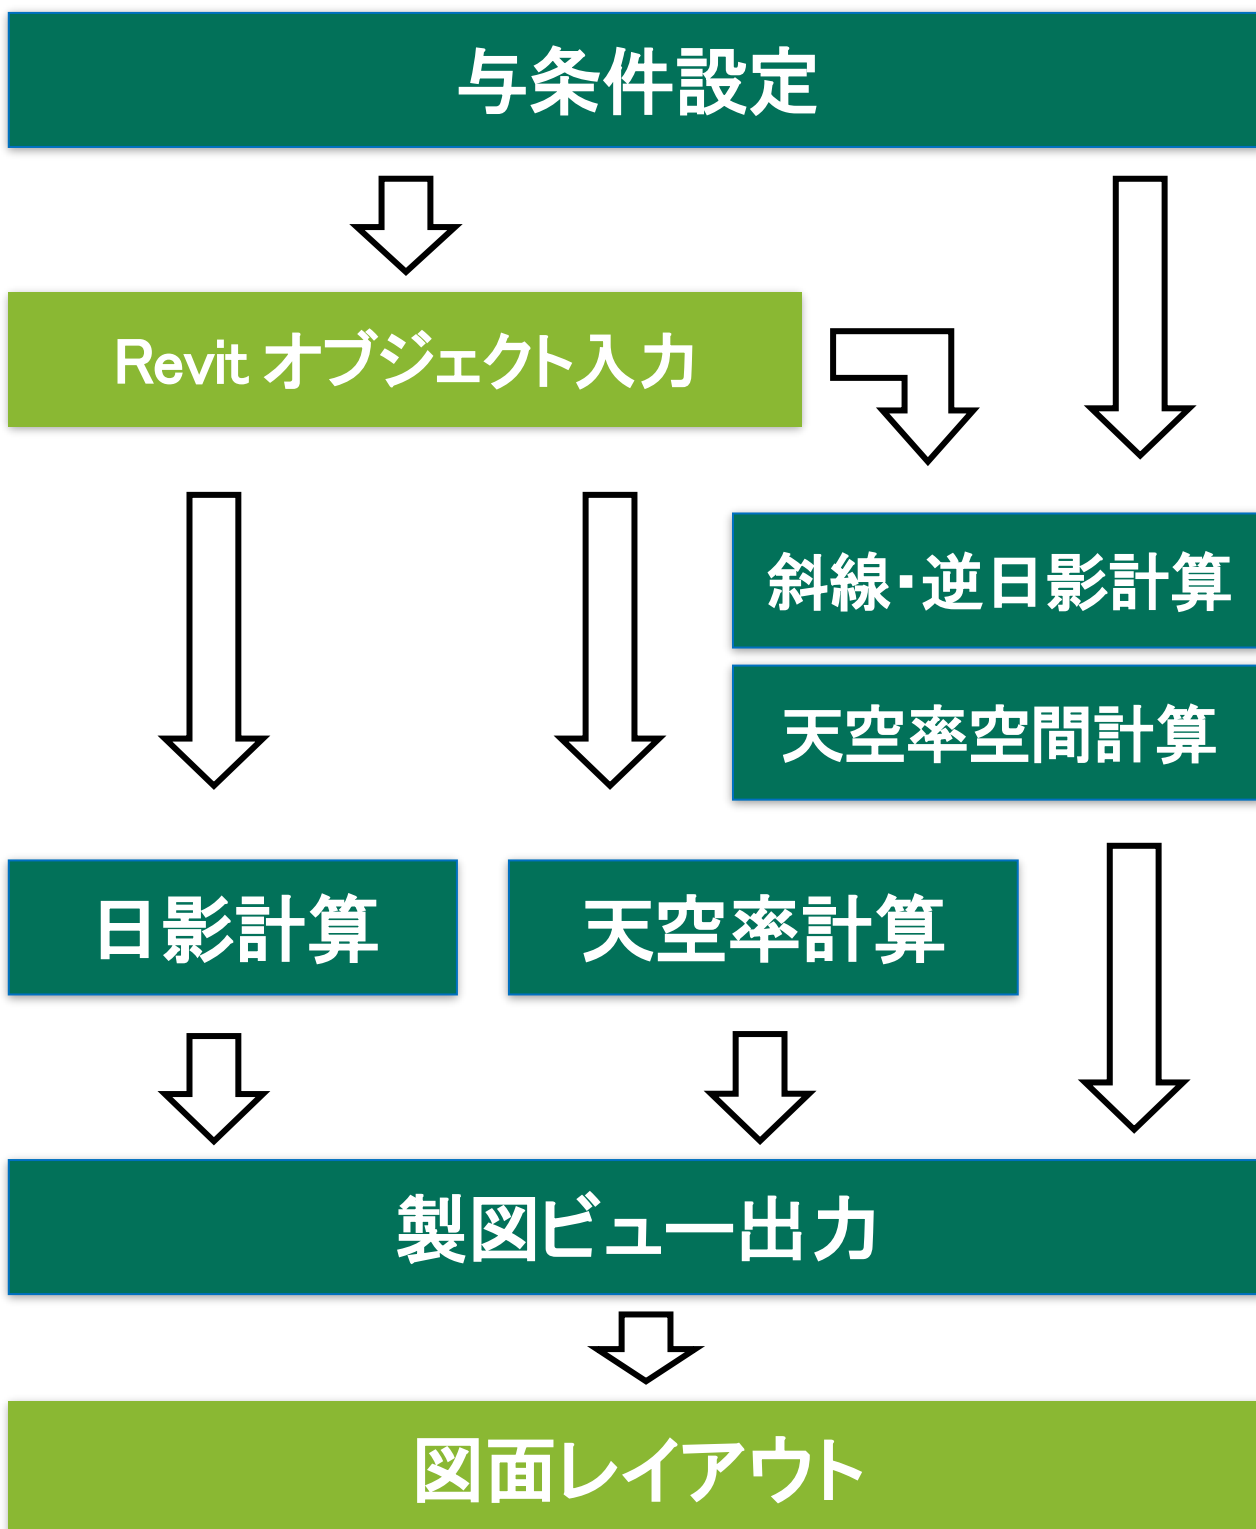 与条件設定
Revit オブジェクト入力
斜線・逆日影計算
天空率空間計算
日影計算
天空率計算
製図ビュー出力
図面レイアウト